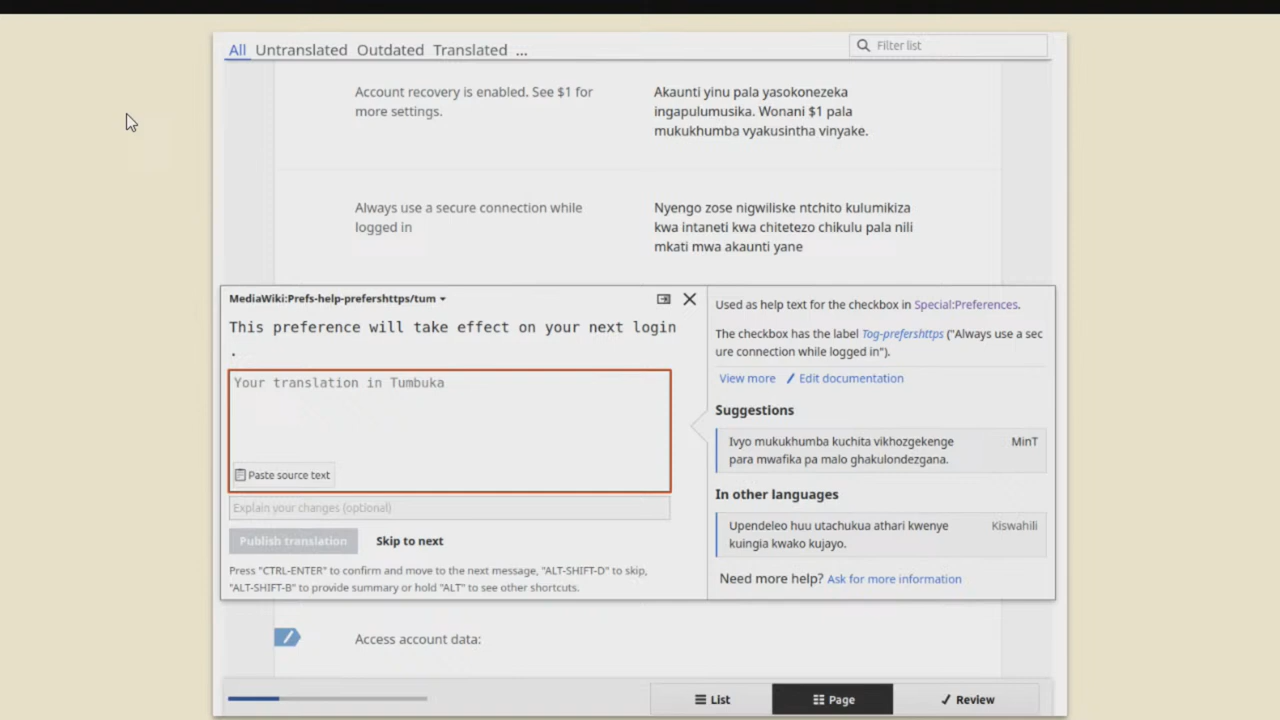 All Untranslated Outdated Translated ...
Filter list
Account recovery is enabled. See $1 for
more settings.
Akaunti yinu pala yasokonezeka
ingapulumusika. Wonani $1 pala
mukukhumba vyakusintha vinyake.
Always use a secure connection while
logged in
Nyengo zose nigwiliske ntchito kulumikiza
kwa intaneti kwa chitetezo chikulu pala nili
mkati mwa akaunti yane
MediaWiki:Prefs-help-prefershttps/tum
This preference will take effect on your next login
.
Your translation in Tumbuka
Paste source text
Explain your changes (optional)
Publish translation
Skip to next
Press "CTRL-ENTER" to confirm and move to the next message, "ALT-SHIFT-D" to skip,
"ALT-SHIFT-B" to provide summary or hold "ALT" to see other shortcuts.
Used as help text for the checkbox in Special:Preferences.
The checkbox has the label Tog-prefershttps ("Always use a sec
ure connection while logged in").
View more
Edit documentation
Suggestions
Ivyo mukukhumba kuchita vikhozgekenge
para mwafika pa malo ghakulondezgana.
MinT
In other languages
Upendeleo huu utachukua athari kwenye
kuingia kwako kujayo.
Kiswahili
Need more help? Ask for more information
Access account data:
List
Page
Review